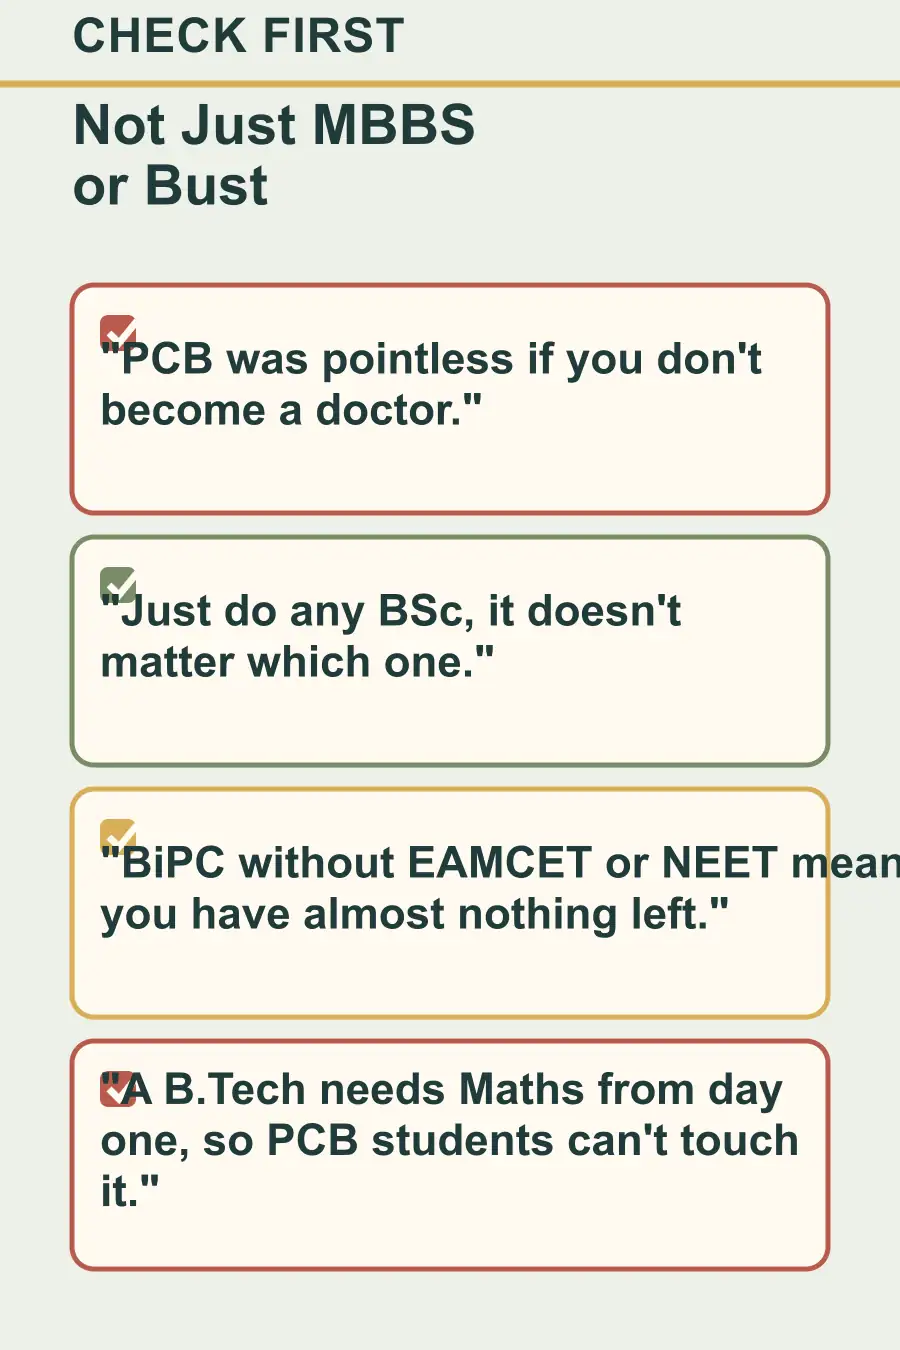 CHECK FIRST
Not Just MBBS
or Bust
"PCB was pointless if you don't
become a doctor."
"Just do any BSc, it doesn't
matter which one."
"BiPC without EAMCET or NEET mean
you have almost nothing left."
"A B.Tech needs Maths from day
one, so PCB students can't touch
it."